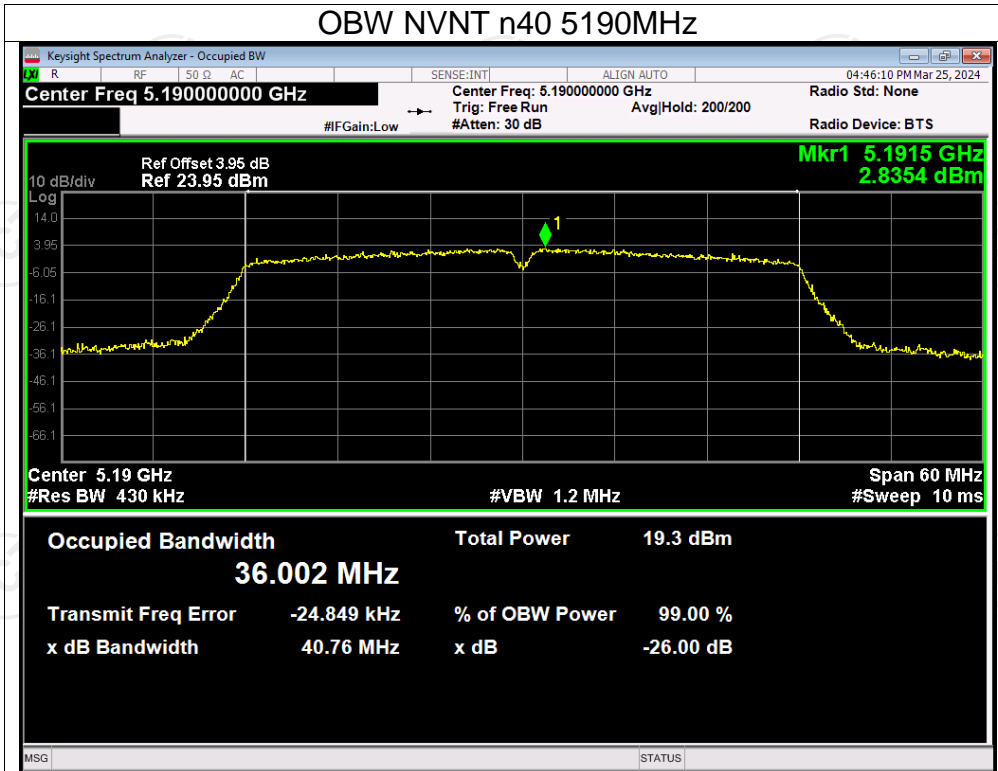 OBW NVNT n40 5190MHz
Keysight Spectrum Analyzer - Occupied BW
LXI R RF 50 Ω AC SENSE:INT ALIGN AUTO 04:46:10 PM Mar 25, 2024
Center Freq 5.190000000 GHz Center Freq: 5.190000000 GHz Radio Std: None
Trig: Free Run Avg|Hold: 200/200
#IFGain:Low #Atten: 30 dB Radio Device: BTS
Ref Offset 3.95 dB Mkr1 5.1915 GHz
10 dB/div Ref 23.95 dBm 2.8354 dBm
Log
14.0
1
3.95
-6.05
-16.1
-26.1
-36.1
-46.1
-56.1
-66.1
Center 5.19 GHz Span 60 MHz
#Res BW 430 kHz #VBW 1.2 MHz #Sweep 10 ms
Occupied Bandwidth Total Power 19.3 dBm
36.002 MHz
Transmit Freq Error -24.849 kHz % of OBW Power 99.00 %
x dB Bandwidth 40.76 MHz x dB -26.00 dB
MSG STATUS